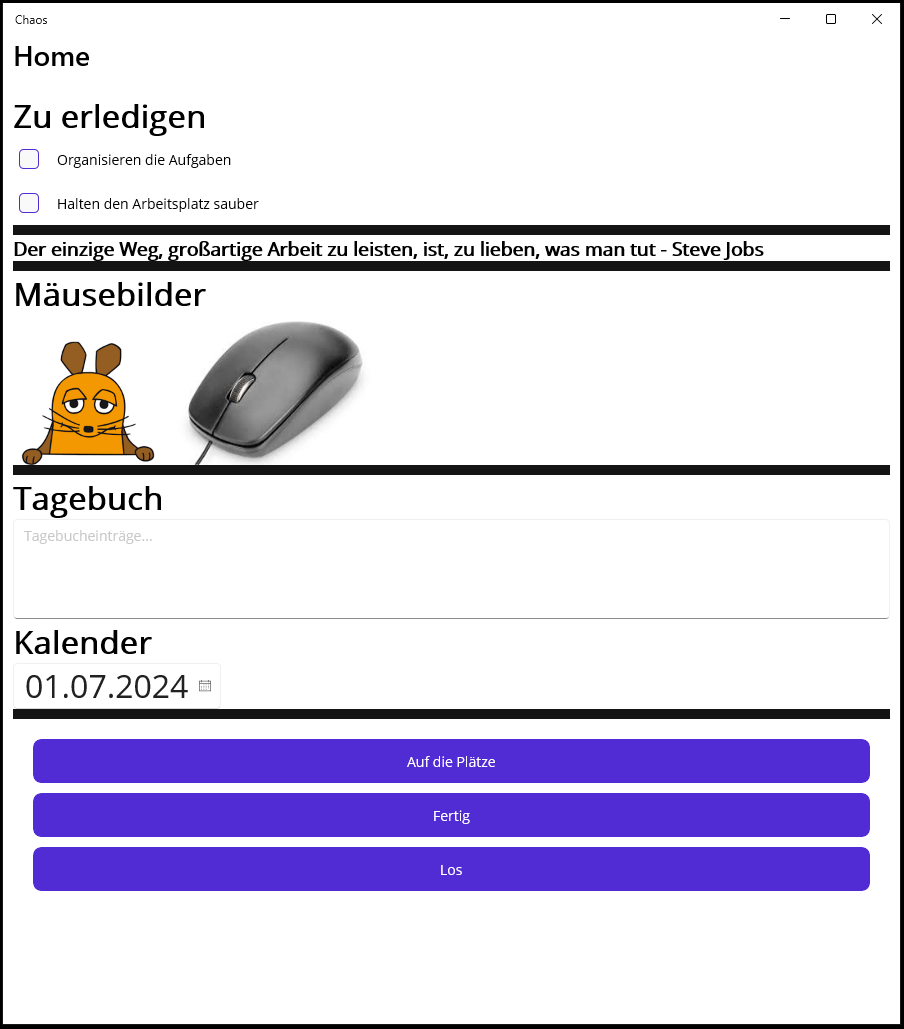 Chaos
Home
Zu erledigen
Organisieren die Aufgaben
Halten den Arbeitsplatz sauber
Der einzige Weg, großartige Arbeit zu leisten, ist, zu lieben, was man tut - Steve Jobs
Mäusebilder
Tagebuch
Tagebucheinträge...
Kalender
01.07.2024
Auf die Plätze
Fertig
Los